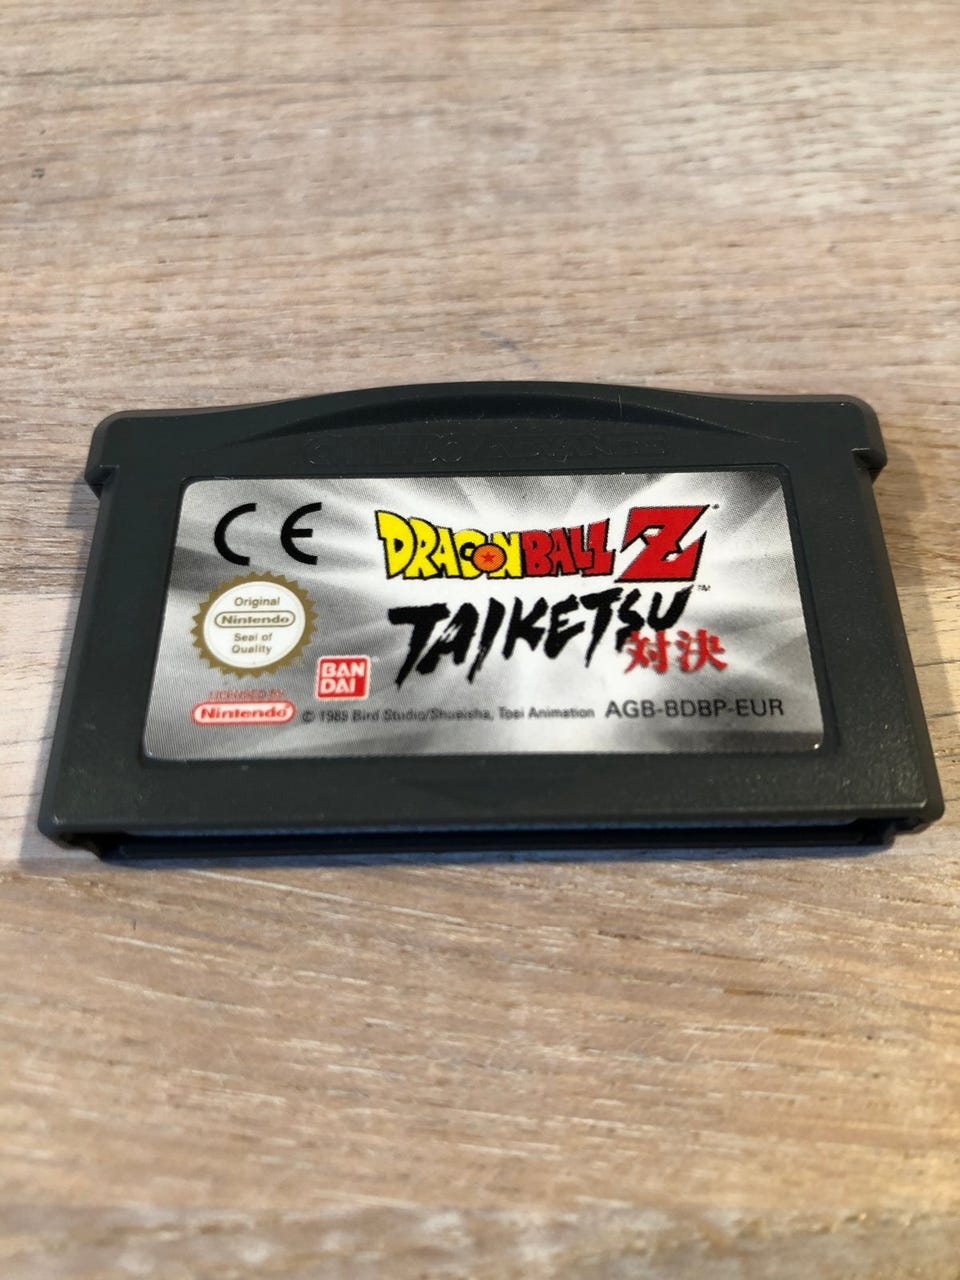 GAME BOY ADVANCE
CE
DRAGON BALL Z
TAIKETSU™
対決
Original
Nintendo
Seal of
Quality
BAN
DAI
LICENSED BY
Nintendo
© 1989 Bird Studio/Shueisha, Toei Animation AGB-BDBP-EUR